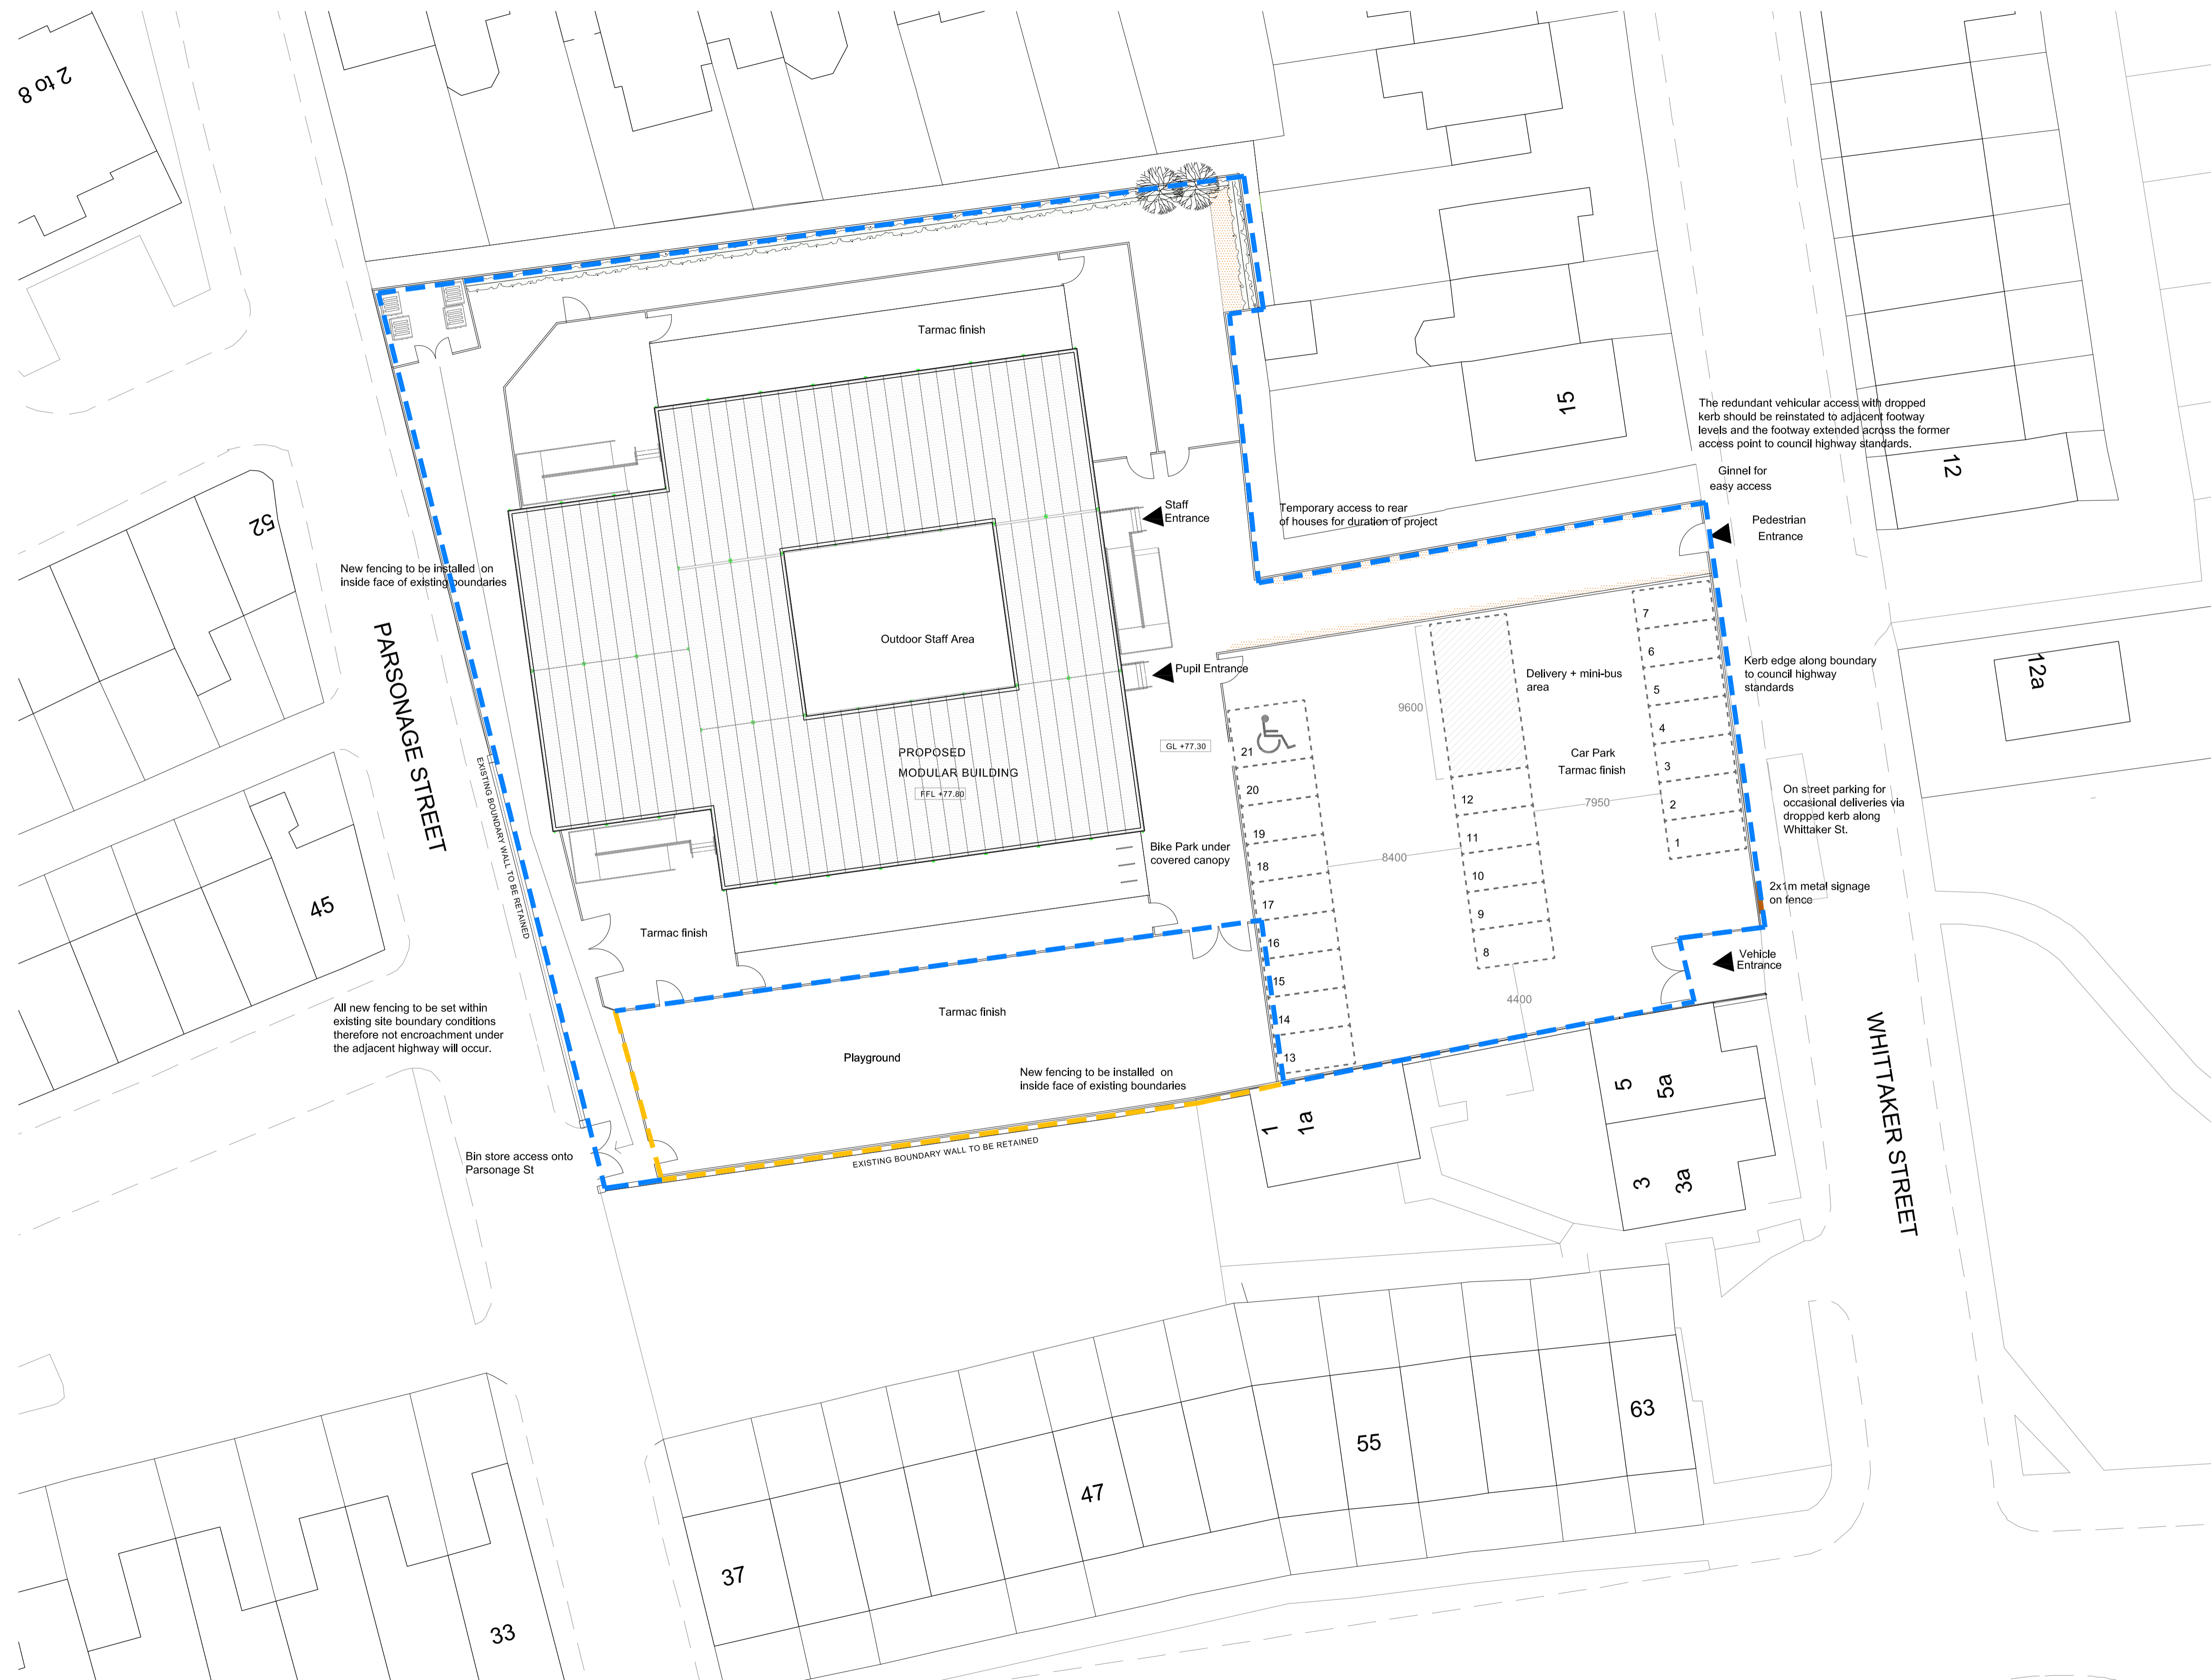 2 to 8
Tarmac finish
15
The redundant vehicular access with dropped
kerb should be reinstated to adjacent footway
levels and the footway extended across the former
access point to council highway standards.
12
Ginnel for
easy access
52
Staff
Entrance
Temporary access to rear
of houses for duration of project
Pedestrian
Entrance
New fencing to be installed on
inside face of existing boundaries
PARSONAGE STREET
EXISTING BOUNDARY WALL TO BE RETAINED
Outdoor Staff Area
Pupil Entrance
7
6
5
4
3
2
1
Kerb edge along boundary
to council highway
standards
12a
Delivery + mini-bus
area
9600
GL +77.30
PROPOSED
MODULAR BUILDING
FFL +77.80
Car Park
Tarmac finish
7950
On street parking for
occasional deliveries via
dropped kerb along
Whittaker St.
21
20
19
18
17
16
15
14
13
12
11
10
9
8
8400
Bike Park under
covered canopy
2x1m metal signage
on fence
45
Tarmac finish
Vehicle
Entrance
4400
All new fencing to be set within
existing site boundary conditions
therefore not encroachment under
the adjacent highway will occur.
Tarmac finish
Playground
New fencing to be installed on
inside face of existing boundaries
WHITTAKER STREET
Bin store access onto
Parsonage St
EXISTING BOUNDARY WALL TO BE RETAINED
1
1a
5
5a
3
3a
63
55
47
37
33